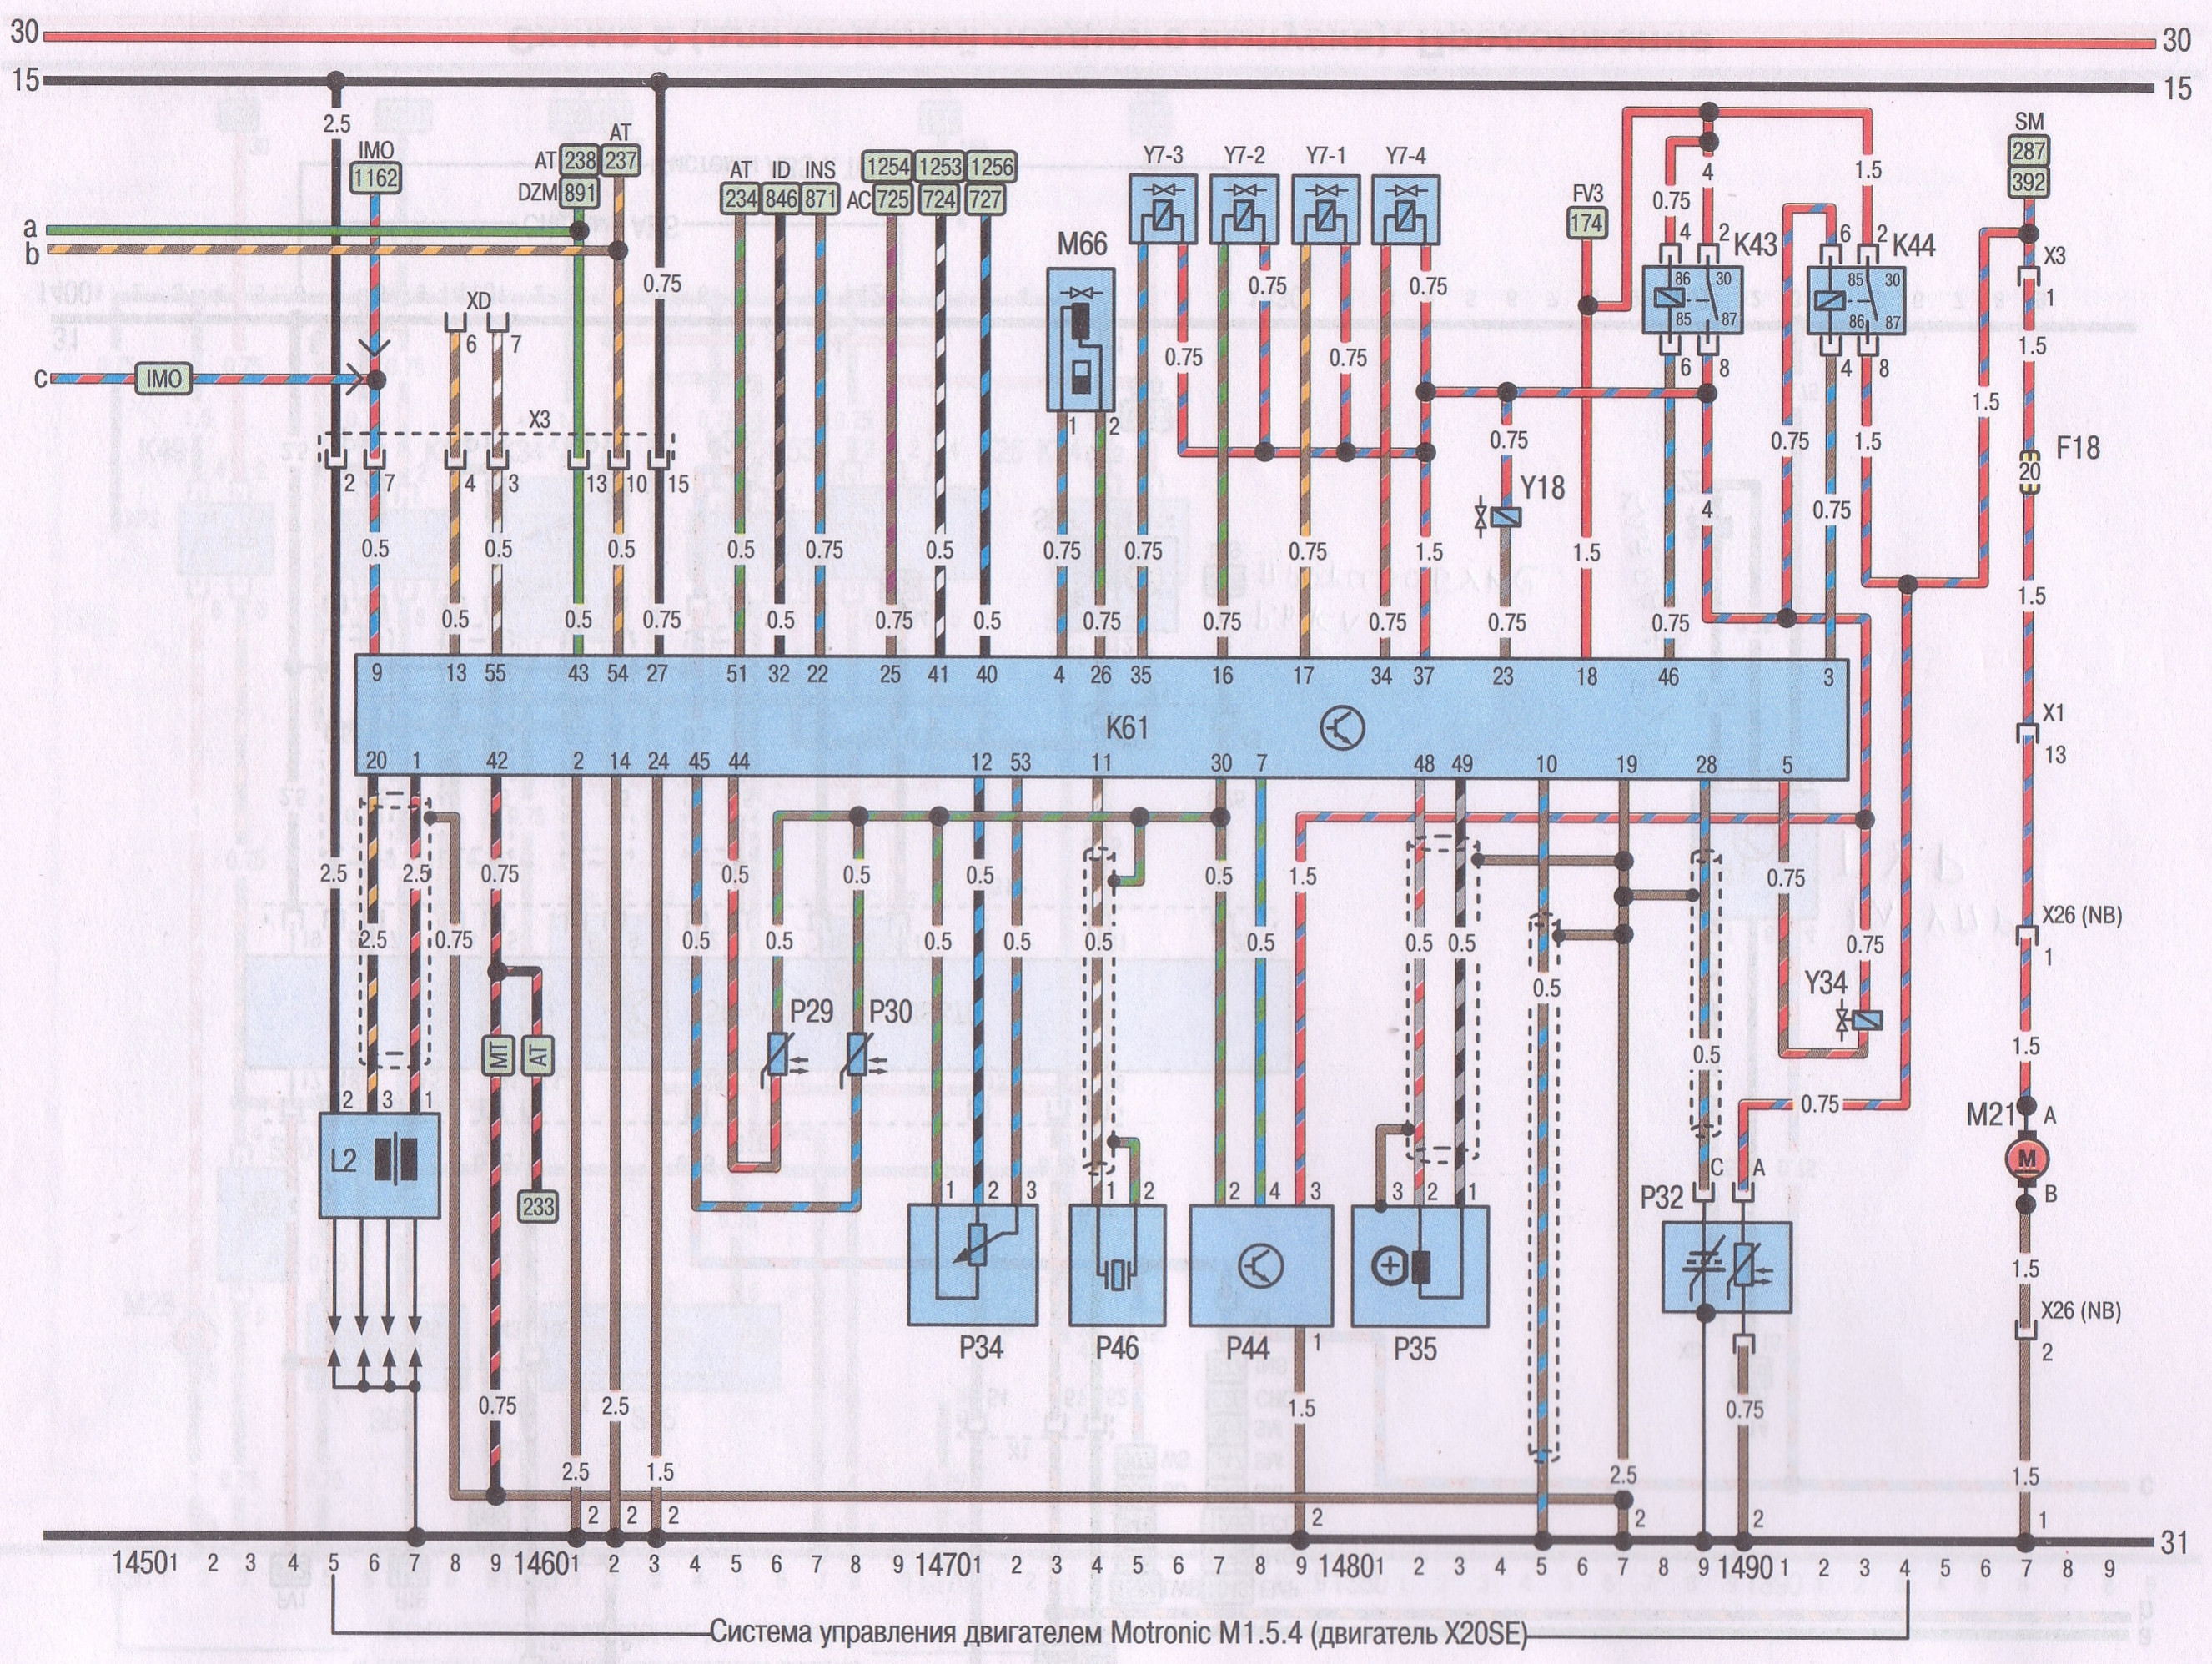 30 30
15 15
2.5
IMO
1162
AT
AT 238 237
DZM 891
AT ID INS
234 846 871
1254 1253 1256
AC 725 724 727
Y7-3 Y7-2 Y7-1 Y7-4
FV3
174
4
0.75
1.5
SM
287
392
a
b
c IMO
0.75
M66
4 2 K43 6 2 K44
86 30 85 30
85 87 86 87
6 8 4 8
X3
1
1.5
XD
6 7
0.75 0.75 0.75 0.75
X3
2 7 4 3 13 10 15
1 2
0.75
Y18
4
0.75
1.5
0.75
1.5
F18
20
0.5 0.5 0.5 0.5 0.75 0.5 0.75 0.75 0.75 1.5 1.5
0.5 0.5 0.75 0.5 0.75 0.5 0.75 0.75 0.75 0.75 0.75
1.5
9 13 55 43 54 27 51 32 22 25 41 40 4 26 35 16 17 34 37 23 18 46 3
K61
20 1 42 2 14 24 45 44 12 53 11 30 7 48 49 10 19 28 5
X1
13
2.5 2.5 0.75 0.5 0.5 0.5 0.5 1.5 0.75
2.5 0.75 0.5 0.5 0.5 0.5 0.5 0.5 0.5 0.5 0.75
0.5
X26 (NB)
1
P29 P30
Y34
MT AT
0.5
1.5
0.75
2 3 1
L2
233
M21 A
M
B
1 2 3 1 2 2 4 3 3 2 1
P32 C A
P34 P46 P44 P35
1
1.5
X26 (NB)
2
0.75 2.5 1.5 0.75
2.5 1.5 2.5 1.5
2 2 2 2 2 2 1
31
1450 1 2 3 4 5 6 7 8 9 1460 1 2 3 4 5 6 7 8 9 1470 1 2 3 4 5 6 7 8 9 1480 1 2 3 4 5 6 7 8 9 1490 1 2 3 4 5 6 7 8 9
Система управления двигателем Motronic M1.5.4 (двигатель X20SE)